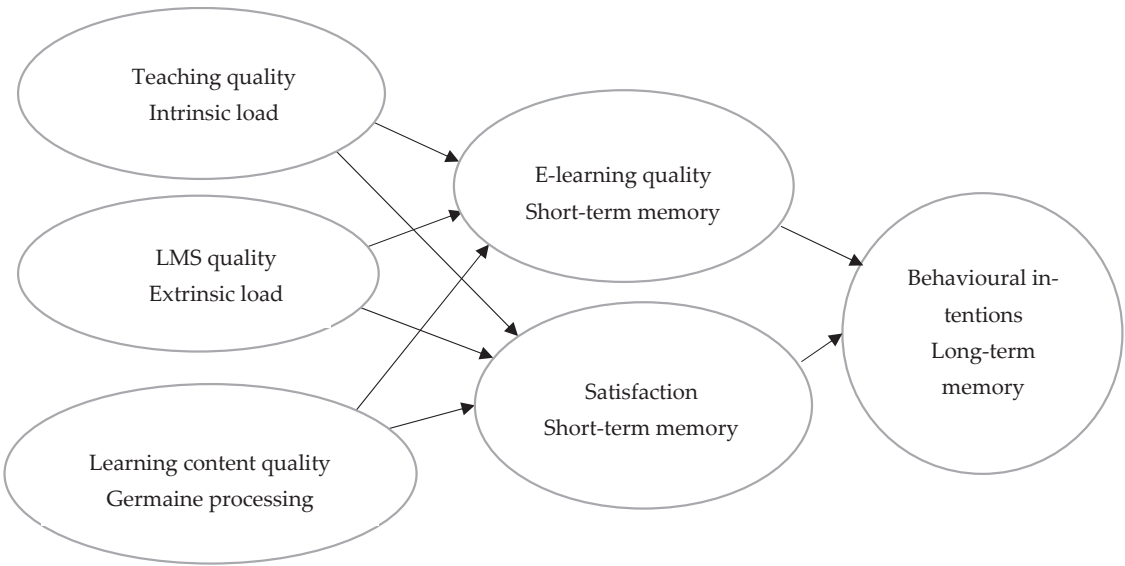 Teaching quality
Intrinsic load
E-learning quality
Short-term memory
LMS quality
Extrinsic load
Behavioural in-
tentions
Long-term
memory
Satisfaction
Short-term memory
Learning content quality
Germaine processing